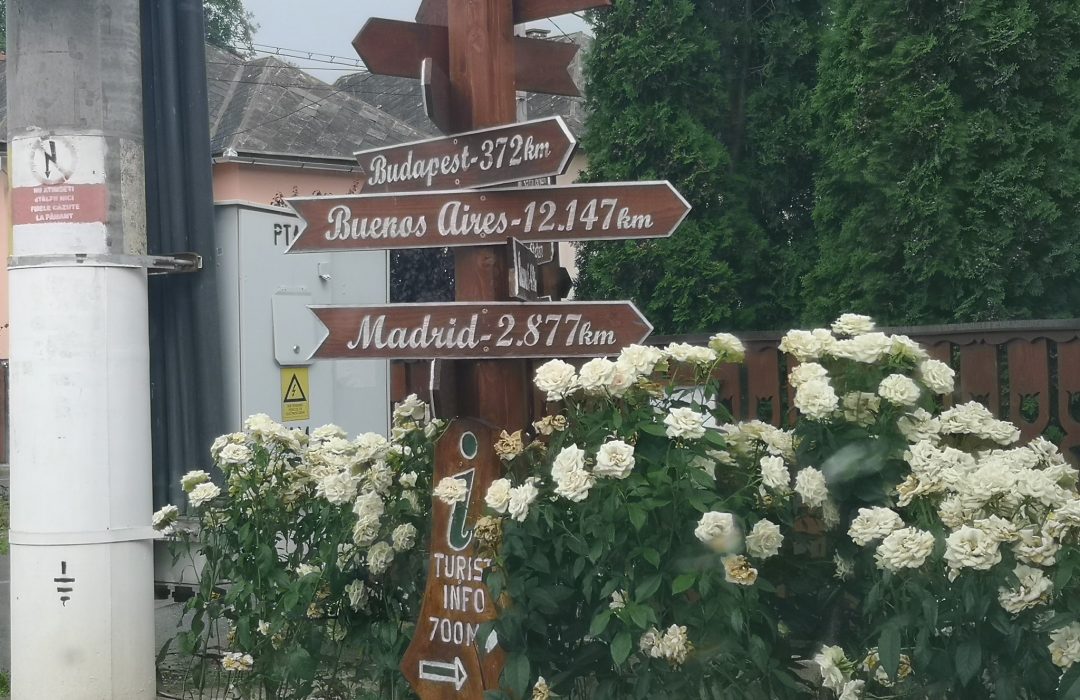 Budapest-372km
Buenos Aires-12.147km
Madrid-2.877km
NU ATINGEȚI
STÂLPII NICI
FIRELE CĂZUTE
LA PĂMÂNT
i
TURIST
INFO
700M